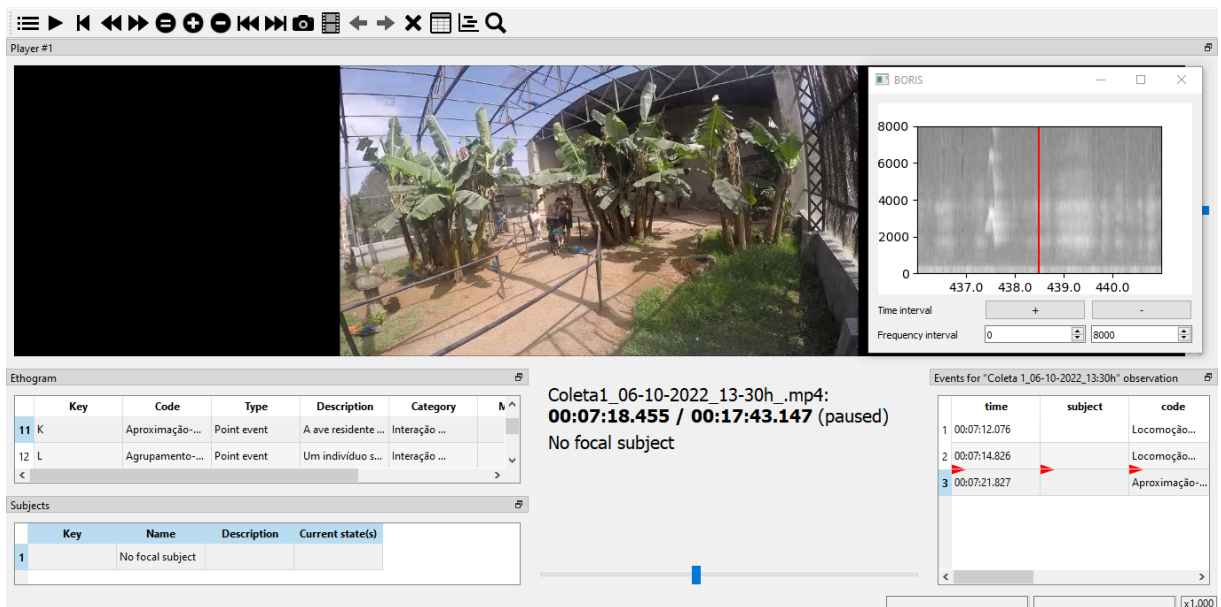 Player #1
BORIS
8000
6000
4000
2000
0
437.0 438.0 439.0 440.0
Time interval + -
Frequency interval 0 8000
Ethogram
Key Code Type Description Category
11 K Aproximação-... Point event A ave residente ... Interação ...
12 L Agrupamento-... Point event Um indivíduo s... Interação ...
Subjects
Key Name Description Current state(s)
1 No focal subject
Coleta1_06-10-2022_13-30h_.mp4:
00:07:18.455 / 00:17:43.147 (paused)
No focal subject
Events for "Coleta 1_06-10-2022_13:30h" observation
time subject code
1 00:07:12.076 Locomoção...
2 00:07:14.826 Locomoção...
3 00:07:21.827 Aproximação-...
x1.000